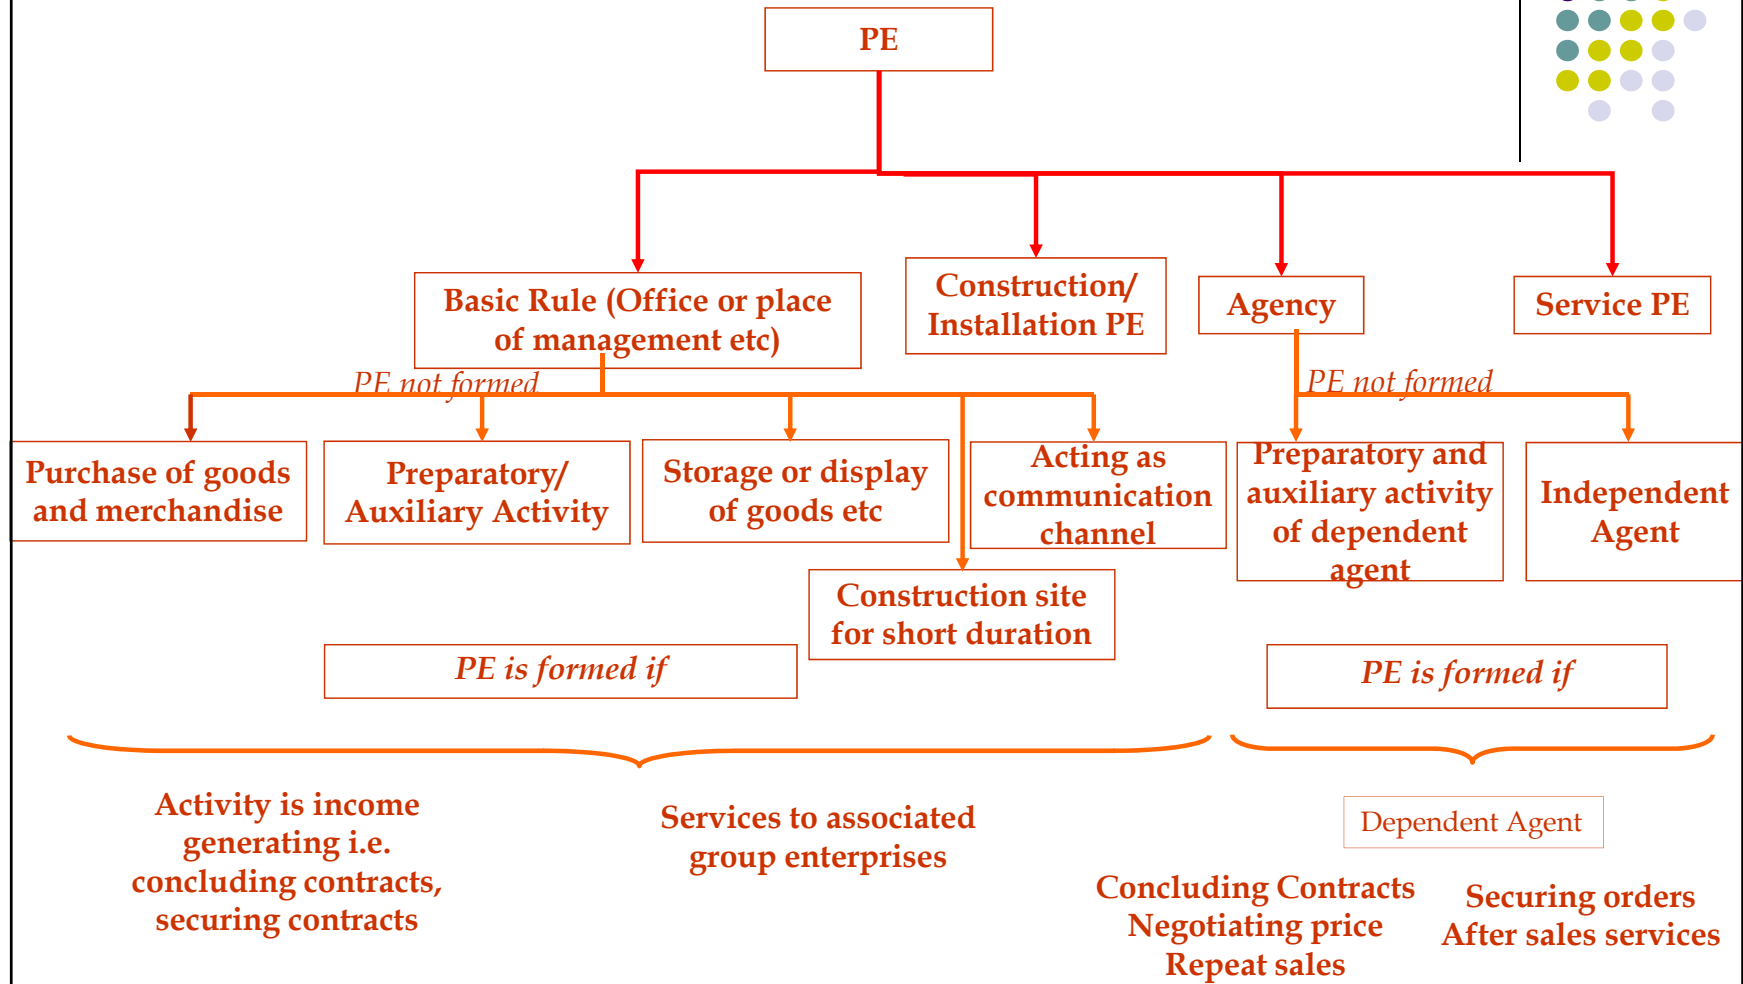 PE
Basic Rule (Office or place
of management etc)
Construction/
Installation PE
Agency
Service PE
PE not formed
PE not formed
Purchase of goods
and merchandise
Preparatory/
Auxiliary Activity
Storage or display
of goods etc
Acting as
communication
channel
Preparatory and
auxiliary activity
of dependent
agent
Independent
Agent
Construction site
for short duration
PE is formed if
PE is formed if
Activity is income
generating i.e.
concluding contracts,
securing contracts
Services to associated
group enterprises
Dependent Agent
Concluding Contracts
Negotiating price
Repeat sales
Securing orders
After sales services